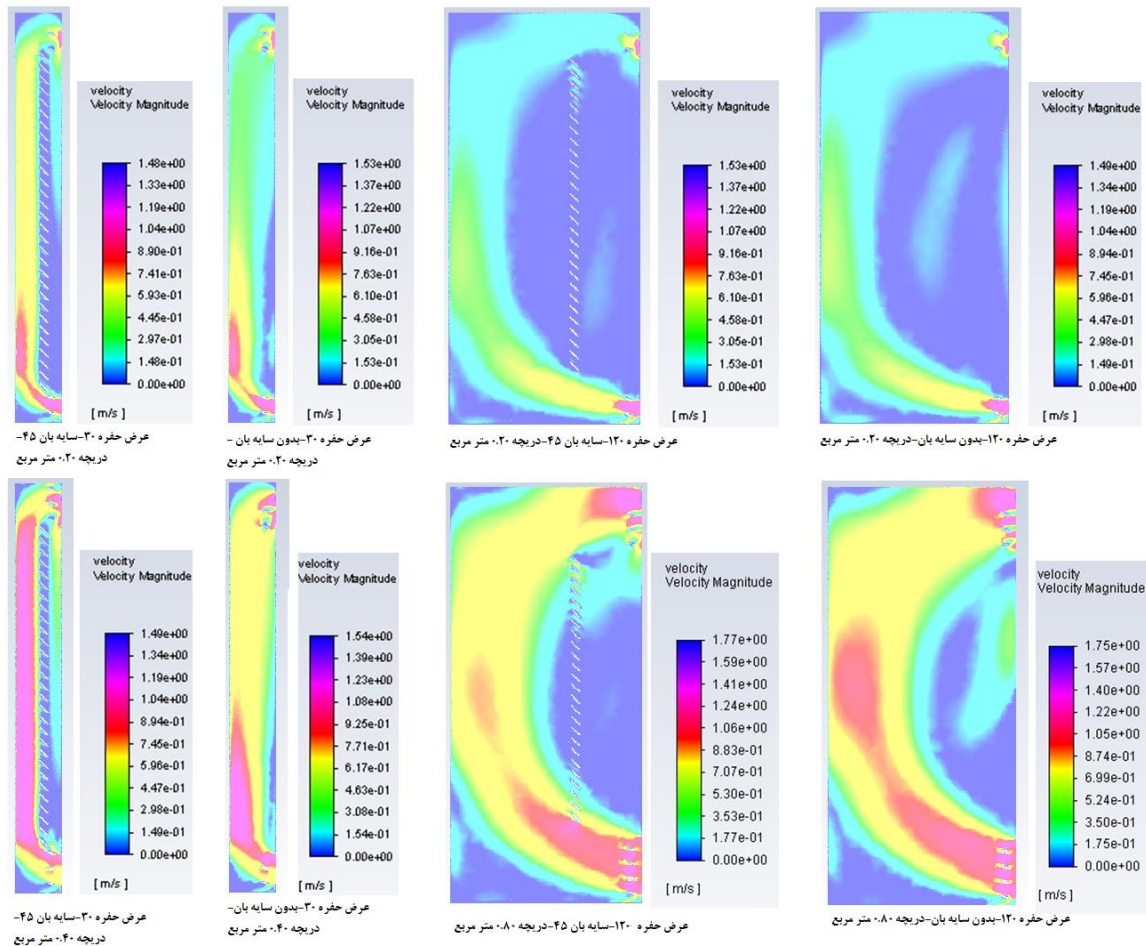 velocity
Velocity Magnitude
1.48e+00
1.33e+00
1.19e+00
1.04e+00
8.90e-01
7.41e-01
5.93e-01
4.45e-01
2.97e-01
1.48e-01
0.00e+00
[ m/s ]
عرض حفره ۳۰-سایه بان ۴۵-
دریچه ۰.۲۰ متر مربع
velocity
Velocity Magnitude
1.53e+00
1.37e+00
1.22e+00
1.07e+00
9.16e-01
7.63e-01
6.10e-01
4.58e-01
3.05e-01
1.53e-01
0.00e+00
[ m/s ]
عرض حفره ۳۰-بدون سایه بان -
دریچه ۰.۲۰ متر مربع
velocity
Velocity Magnitude
1.53e+00
1.37e+00
1.22e+00
1.07e+00
9.16e-01
7.63e-01
6.10e-01
4.58e-01
3.05e-01
1.53e-01
0.00e+00
[ m/s ]
عرض حفره ۱۲۰-سایه بان ۴۵-دریچه ۰.۲۰ متر مربع
velocity
Velocity Magnitude
1.49e+00
1.34e+00
1.19e+00
1.04e+00
8.94e-01
7.45e-01
5.96e-01
4.47e-01
2.98e-01
1.49e-01
0.00e+00
[ m/s ]
عرض حفره ۱۲۰-بدون سایه بان-دریچه ۰.۲۰ متر مربع
velocity
Velocity Magnitude
1.49e+00
1.34e+00
1.19e+00
1.04e+00
8.94e-01
7.45e-01
5.96e-01
4.47e-01
2.98e-01
1.49e-01
0.00e+00
[ m/s ]
عرض حفره ۳۰-سایه بان ۴۵-
دریچه ۰.۴۰ متر مربع
velocity
Velocity Magnitude
1.54e+00
1.39e+00
1.23e+00
1.08e+00
9.25e-01
7.71e-01
6.17e-01
4.63e-01
3.08e-01
1.54e-01
0.00e+00
[ m/s ]
عرض حفره ۳۰-بدون سایه بان-
دریچه ۰.۴۰ متر مربع
velocity
Velocity Magnitude
1.77e+00
1.59e+00
1.41e+00
1.24e+00
1.06e+00
8.83e-01
7.07e-01
5.30e-01
3.53e-01
1.77e-01
0.00e+00
[ m/s ]
عرض حفره ۱۲۰-سایه بان ۴۵-دریچه ۰.۸۰ متر مربع
velocity
Velocity Magnitude
1.75e+00
1.57e+00
1.40e+00
1.22e+00
1.05e+00
8.74e-01
6.99e-01
5.24e-01
3.50e-01
1.75e-01
0.00e+00
[ m/s ]
عرض حفره ۱۲۰-بدون سایه بان-دریچه ۰.۸۰ متر مربع